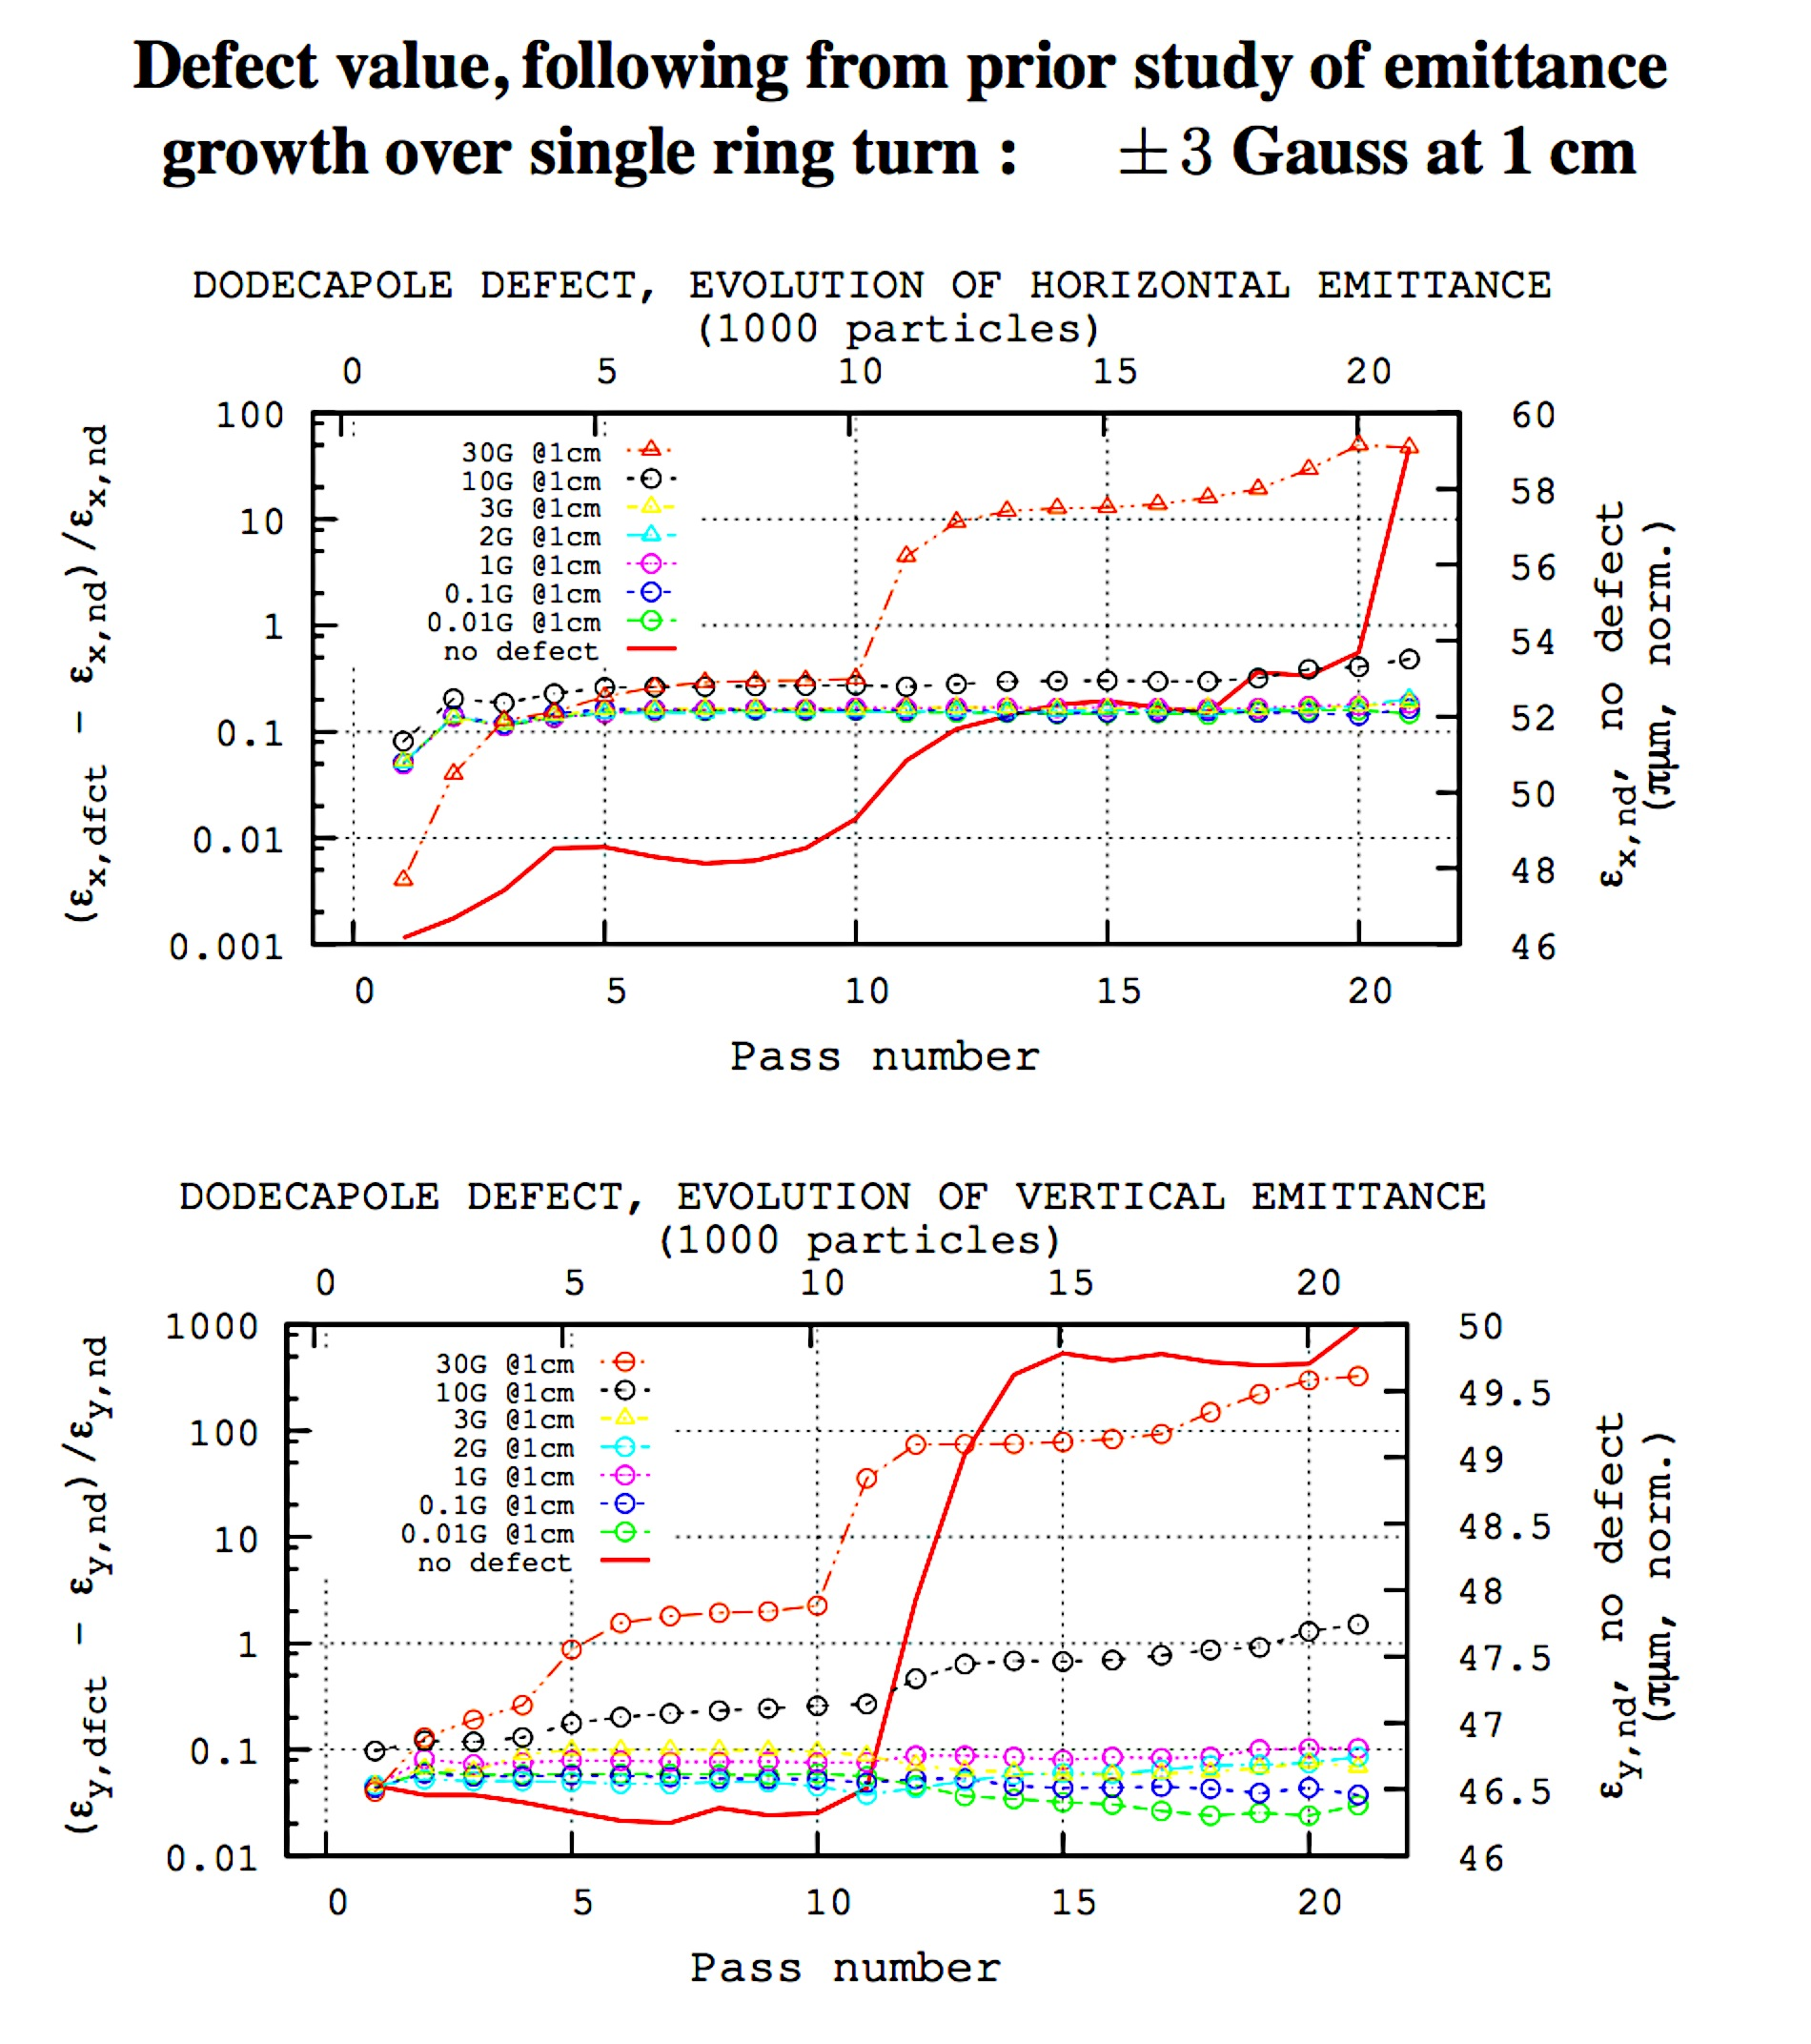 Defect value, following from prior study of emittance
growth over single ring turn : ±3 Gauss at 1 cm
DODECAPOLE DEFECT, EVOLUTION OF HORIZONTAL EMITTANCE
(1000 particles)
0 5 10 15 20
100
10
1
0.1
0.01
0.001
(εx,dfct − εx,nd)/εx,nd
30G @1cm
10G @1cm
3G @1cm
2G @1cm
1G @1cm
0.1G @1cm
0.01G @1cm
no defect
60
58
56
54
52
50
48
46
εx,nd, no defect
(πμm, norm.)
0 5 10 15 20
Pass number
DODECAPOLE DEFECT, EVOLUTION OF VERTICAL EMITTANCE
(1000 particles)
0 5 10 15 20
1000
100
10
1
0.1
0.01
(εy,dfct − εy,nd)/εy,nd
30G @1cm
10G @1cm
3G @1cm
2G @1cm
1G @1cm
0.1G @1cm
0.01G @1cm
no defect
50
49.5
49
48.5
48
47.5
47
46.5
46
εy,nd, no defect
(πμm, norm.)
0 5 10 15 20
Pass number